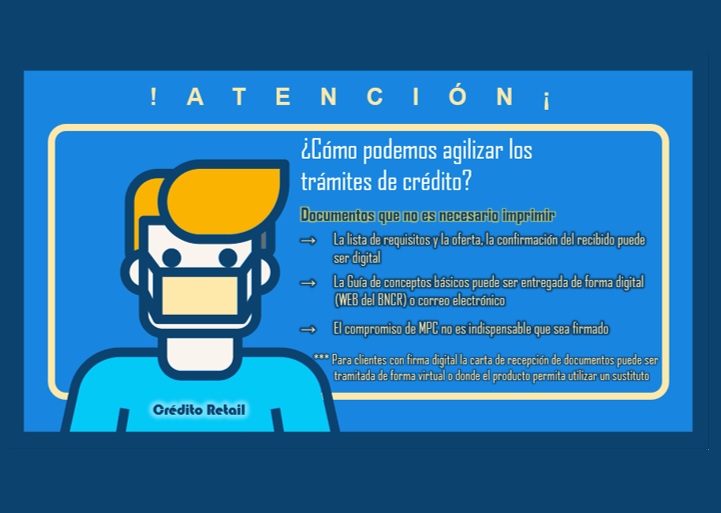 ! A T E N C I Ó N ¡
¿Cómo podemos agilizar los
trámites de crédito?
Documentos que no es necesario imprimir
→ La lista de requisitos y la oferta, la confirmación del recibido puede
ser digital
→ La Guía de conceptos básicos puede ser entregada de forma digital
(WEB del BNCR) o correo electrónico
→ El compromiso de MPC no es indispensable que sea firmado
*** Para clientes con firma digital la carta de recepción de documentos puede ser
tramitada de forma virtual o donde el producto permita utilizar un sustituto
Crédito Retail